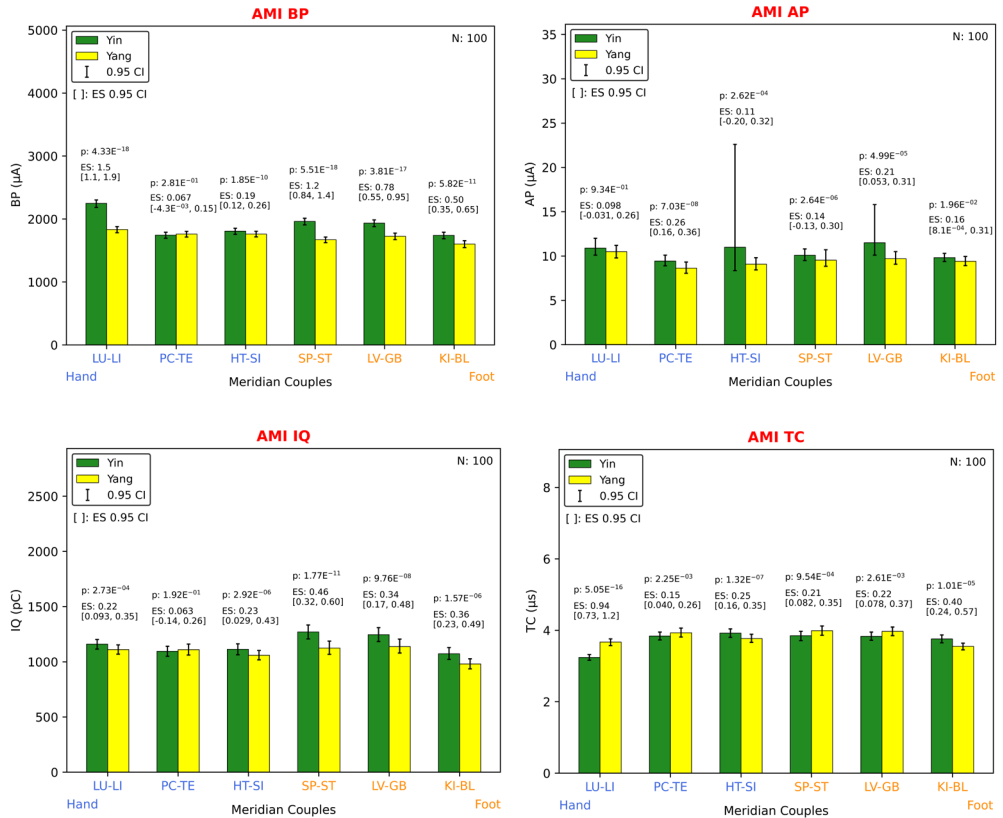 AMI BP
N: 100
Yin
Yang
0.95 CI
[ ]: ES 0.95 CI
5000
4000
3000
2000
1000
0
BP (μA)
p: 4.33E⁻¹⁸
ES: 1.5
[1.1, 1.9]
p: 2.81E⁻⁰¹
ES: 0.067
[-4.3E⁻⁰³, 0.15]
p: 1.85E⁻¹⁰
ES: 0.19
[0.12, 0.26]
p: 5.51E⁻¹⁸
ES: 1.2
[0.84, 1.4]
p: 3.81E⁻¹⁷
ES: 0.78
[0.55, 0.95]
p: 5.82E⁻¹¹
ES: 0.50
[0.35, 0.65]
LU-LI PC-TE HT-SI SP-ST LV-GB KI-BL
Hand Meridian Couples Foot
AMI AP
N: 100
Yin
Yang
0.95 CI
[ ]: ES 0.95 CI
35
30
25
20
15
10
5
0
AP (μA)
p: 9.34E⁻⁰¹
ES: 0.098
[-0.031, 0.26]
p: 7.03E⁻⁰⁸
ES: 0.26
[0.16, 0.36]
p: 2.62E⁻⁰⁴
ES: 0.11
[-0.20, 0.32]
p: 2.64E⁻⁰⁶
ES: 0.14
[-0.13, 0.30]
p: 4.99E⁻⁰⁵
ES: 0.21
[0.053, 0.31]
p: 1.96E⁻⁰²
ES: 0.16
[8.1E⁻⁰⁴, 0.31]
LU-LI PC-TE HT-SI SP-ST LV-GB KI-BL
Hand Meridian Couples Foot
AMI IQ
N: 100
Yin
Yang
0.95 CI
[ ]: ES 0.95 CI
2500
2000
1500
1000
500
0
IQ (pC)
p: 2.73E⁻⁰⁴
ES: 0.22
[0.093, 0.35]
p: 1.92E⁻⁰¹
ES: 0.063
[-0.14, 0.26]
p: 2.92E⁻⁰⁶
ES: 0.23
[0.029, 0.43]
p: 1.77E⁻¹¹
ES: 0.46
[0.32, 0.60]
p: 9.76E⁻⁰⁸
ES: 0.34
[0.17, 0.48]
p: 1.57E⁻⁰⁶
ES: 0.36
[0.23, 0.49]
LU-LI PC-TE HT-SI SP-ST LV-GB KI-BL
Hand Meridian Couples Foot
AMI TC
N: 100
Yin
Yang
0.95 CI
[ ]: ES 0.95 CI
8
6
4
2
0
TC (μs)
p: 5.05E⁻¹⁶
ES: 0.94
[0.73, 1.2]
p: 2.25E⁻⁰³
ES: 0.15
[0.040, 0.26]
p: 1.32E⁻⁰⁷
ES: 0.25
[0.16, 0.35]
p: 9.54E⁻⁰⁴
ES: 0.21
[0.082, 0.35]
p: 2.61E⁻⁰³
ES: 0.22
[0.078, 0.37]
p: 1.01E⁻⁰⁵
ES: 0.40
[0.24, 0.57]
LU-LI PC-TE HT-SI SP-ST LV-GB KI-BL
Hand Meridian Couples Foot